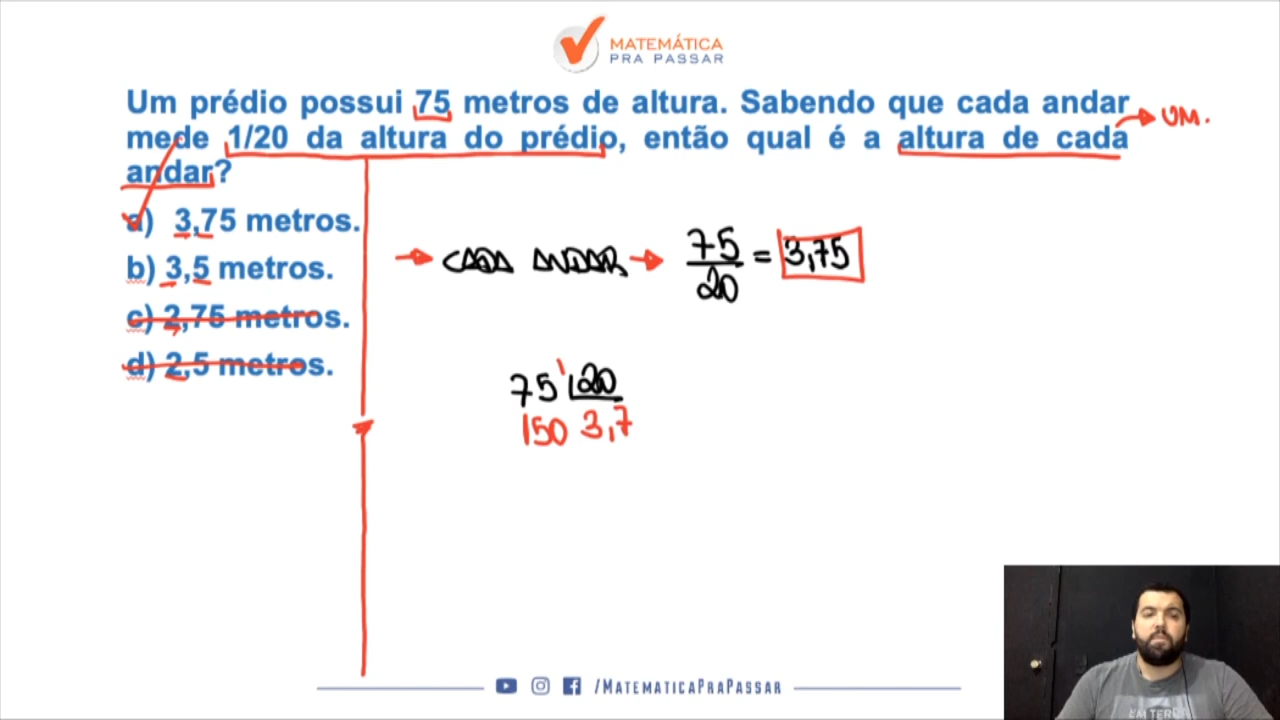 MATEMÁTICA
PRA PASSAR
Um prédio possui 75 metros de altura. Sabendo que cada andar
UM.
mede 1/20 da altura do prédio, então qual é a altura de cada
andar?
a) 3,75 metros.
b) 3,5 metros.
c) 2,75 metros.
d) 2,5 metros.
CADA ANDAR → 75/20 = 3,75
75 20
150 3,7
/MATEMATICAPRAPASSAR
EM TERRA